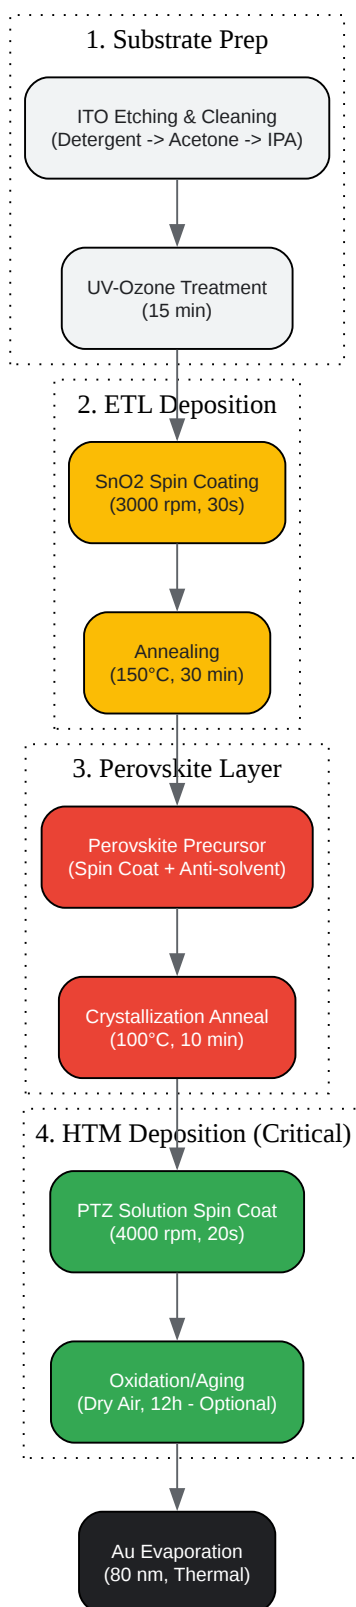 1. Substrate Prep
ITO Etching & Cleaning
(Detergent -> Acetone -> IPA)
UV-Ozone Treatment
(15 min)
2. ETL Deposition
SnO2 Spin Coating
(3000 rpm, 30s)
Annealing
(150°C, 30 min)
3. Perovskite Layer
Perovskite Precursor
(Spin Coat + Anti-solvent)
Crystallization Anneal
(100°C, 10 min)
4. HTM Deposition (Critical)
PTZ Solution Spin Coat
(4000 rpm, 20s)
Oxidation/Aging
(Dry Air, 12h - Optional)
Au Evaporation
(80 nm, Thermal)